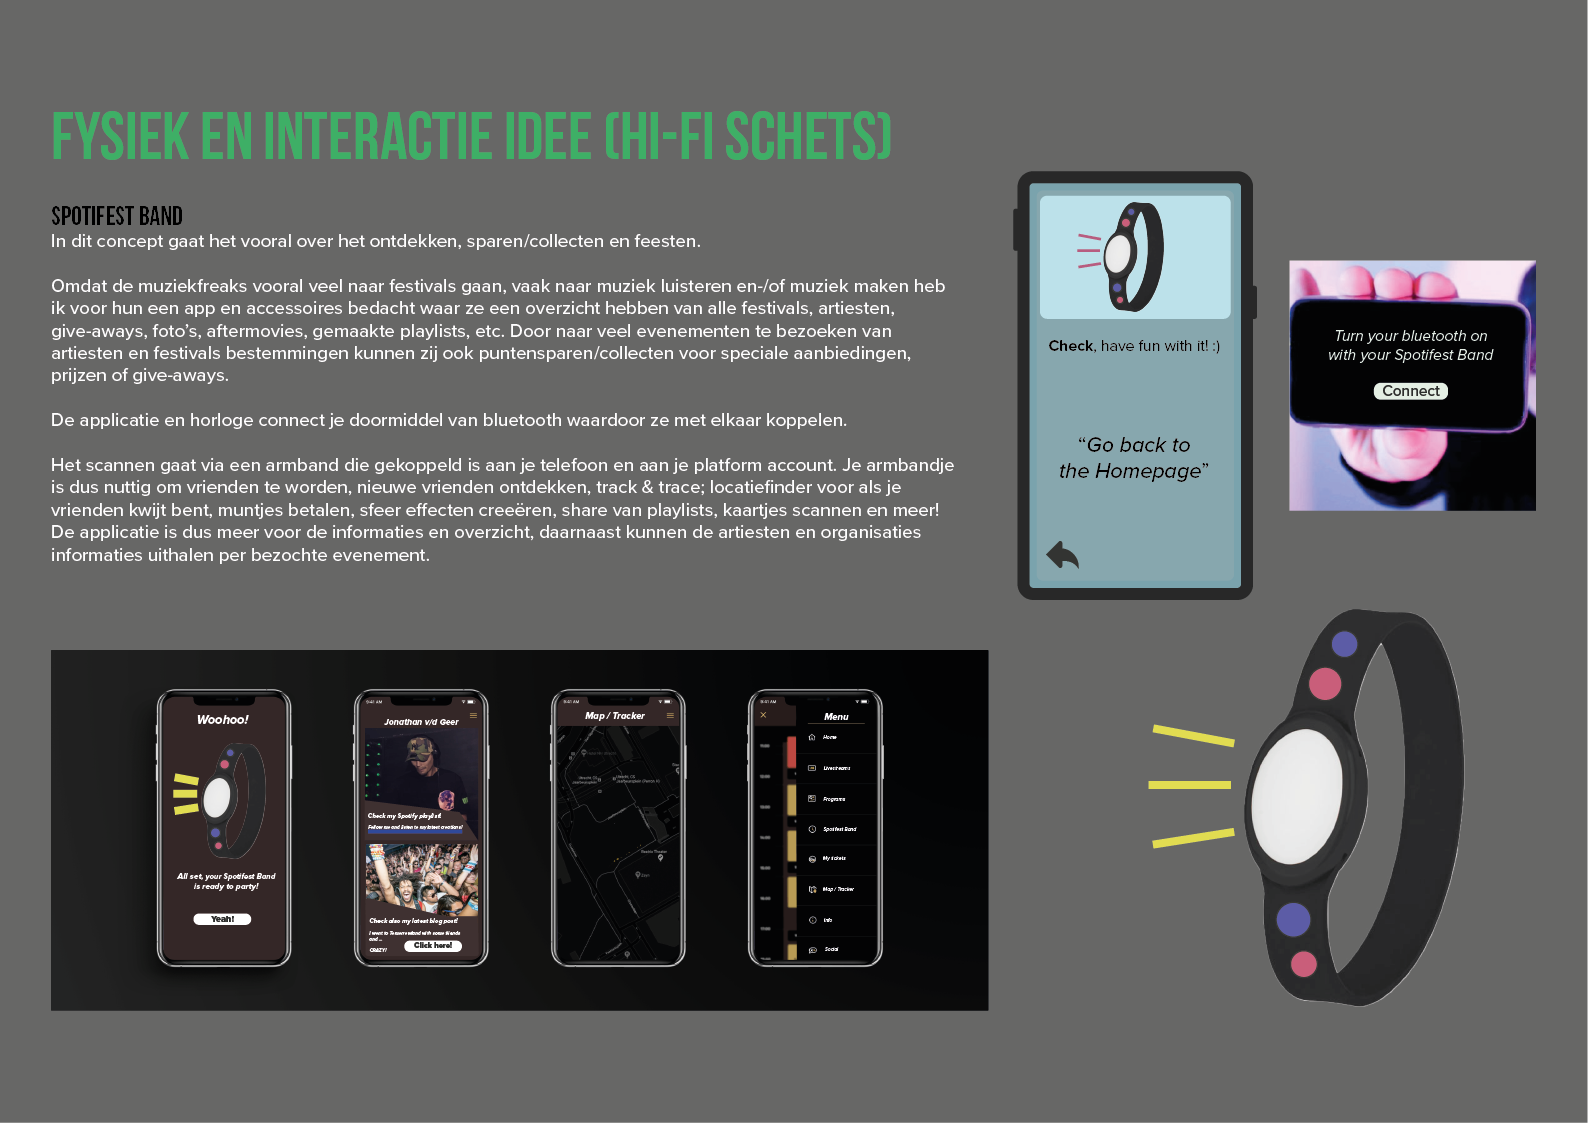 FYSIEK EN INTERACTIE IDEE (HI-FI SCHETS)
SPOTIFEST BAND
In dit concept gaat het vooral over het ontdekken, sparen/collecten en feesten.
Omdat de muziekfreaks vooral veel naar festivals gaan, vaak naar muziek luisteren en-/of muziek maken heb
ik voor hun een app en accessoires bedacht waar ze een overzicht hebben van alle festivals, artiesten,
give-aways, foto's, aftermovies, gemaakte playlists, etc. Door naar veel evenementen te bezoeken van
artiesten en festivals bestemmingen kunnen zij ook puntensparen/collecten voor speciale aanbiedingen,
prijzen of give-aways.
De applicatie en horloge connect je doormiddel van bluetooth waardoor ze met elkaar koppelen.
Het scannen gaat via een armband die gekoppeld is aan je telefoon en aan je platform account. Je armbandje
is dus nuttig om vrienden te worden, nieuwe vrienden ontdekken, track & trace; locatiefinder voor als je
vrienden kwijt bent, muntjes betalen, sfeer effecten creeëren, share van playlists, kaartjes scannen en meer!
De applicatie is dus meer voor de informaties en overzicht, daarnaast kunnen de artiesten en organisaties
informaties uithalen per bezochte evenement.
Check, have fun with it! :)
“Go back to
the Homepage”
Turn your bluetooth on
with your Spotifest Band
Connect
Woohoo!
All set, your Spotifest Band
is ready to party!
Yeah!
9:41 AM
Jonathan v/d Geer
Check my Spotify playlist!
Follow me and listen to my latest creations!
Check also my latest blog post!
I went to Tomorrowland with some friends
and ...
CRAZY!
Click here!
9:41 AM
Map / Tracker
9:41 AM
Menu
Home
Livestreams
Programs
Spotifest Band
My tickets
Map / Tracker
Info
Social